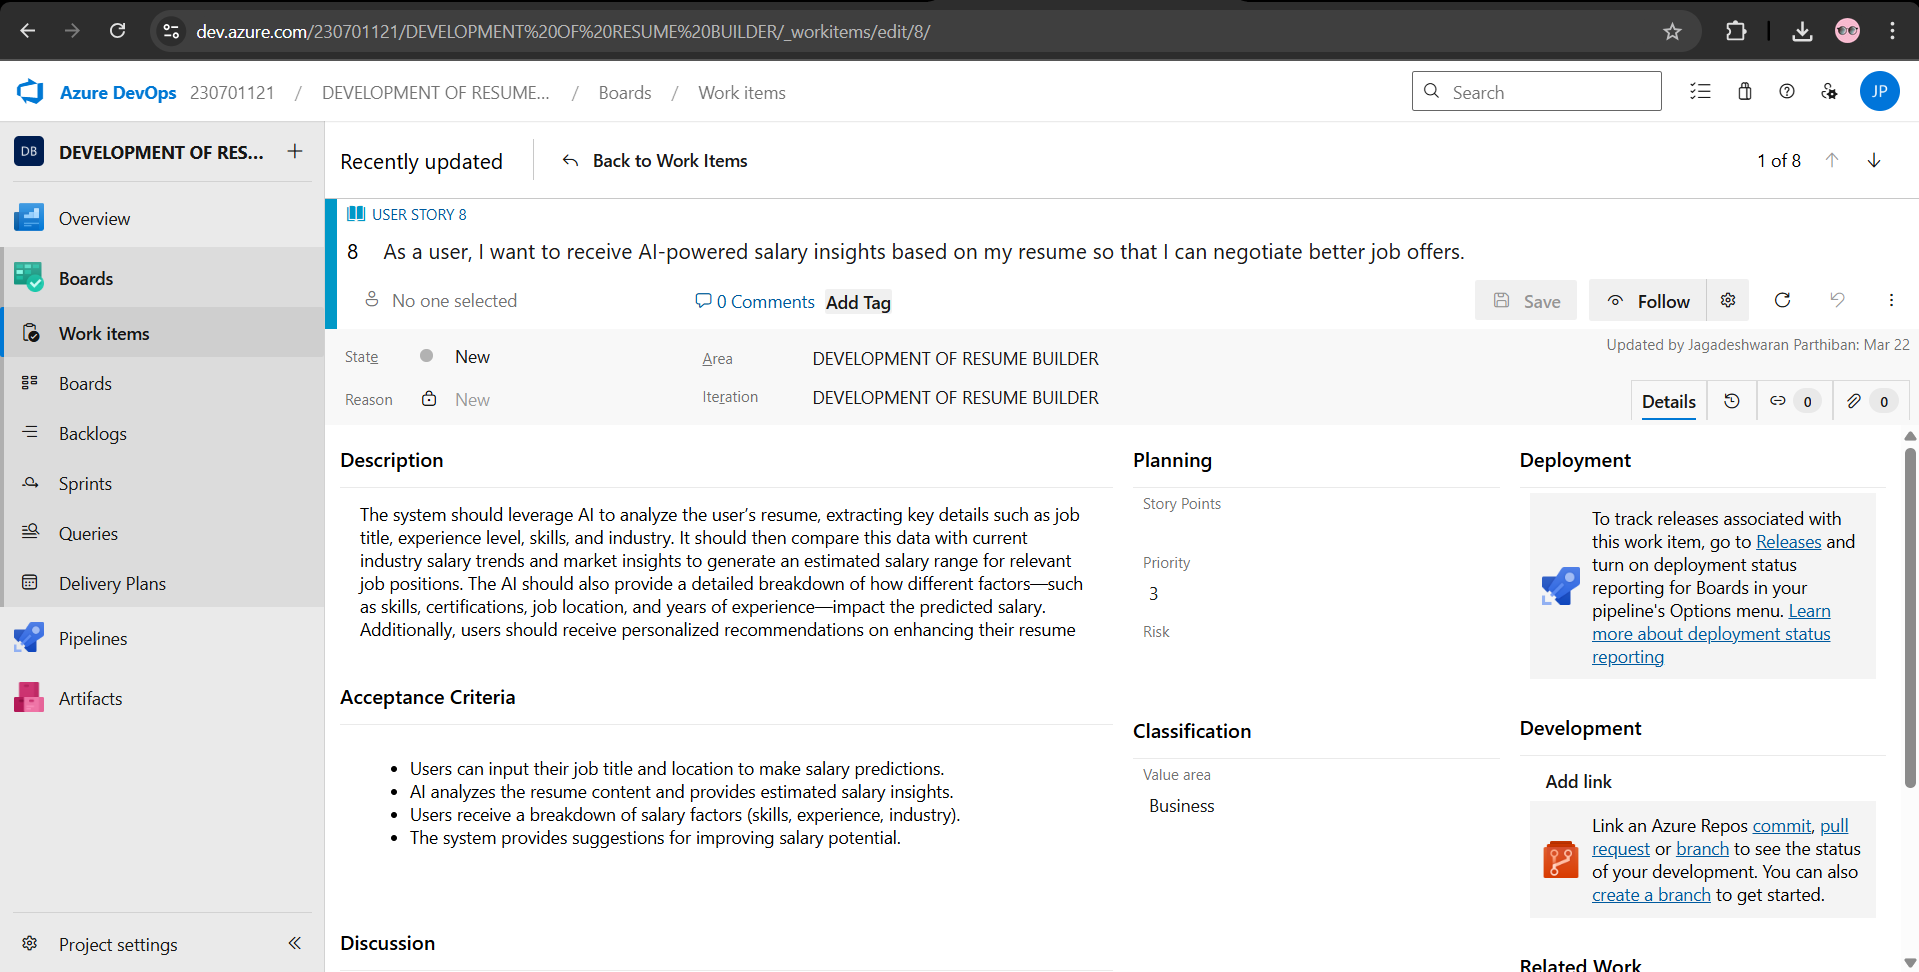 dev.azure.com/230701121/DEVELOPMENT%20OF%20RESUME%20BUILDER/_workitems/edit/8/
Azure DevOps 230701121 / DEVELOPMENT OF RESUME... / Boards / Work items
Search
JP
DB DEVELOPMENT OF RES... +
Overview
Boards
Work items
Boards
Backlogs
Sprints
Queries
Delivery Plans
Pipelines
Artifacts
Project settings
Recently updated
Back to Work Items
1 of 8
USER STORY 8
8 As a user, I want to receive AI-powered salary insights based on my resume so that I can negotiate better job offers.
No one selected
0 Comments
Add Tag
Save
Follow
State New
Area DEVELOPMENT OF RESUME BUILDER
Updated by Jagadeshwaran Parthiban: Mar 22
Reason New
Iteration DEVELOPMENT OF RESUME BUILDER
Details
0
0
Description
The system should leverage AI to analyze the user’s resume, extracting key details such as job
title, experience level, skills, and industry. It should then compare this data with current
industry salary trends and market insights to generate an estimated salary range for relevant
job positions. The AI should also provide a detailed breakdown of how different factors—such
as skills, certifications, job location, and years of experience—impact the predicted salary.
Additionally, users should receive personalized recommendations on enhancing their resume
Acceptance Criteria
• Users can input their job title and location to make salary predictions.
• AI analyzes the resume content and provides estimated salary insights.
• Users receive a breakdown of salary factors (skills, experience, industry).
• The system provides suggestions for improving salary potential.
Discussion
Planning
Story Points
Priority
3
Risk
Classification
Value area
Business
Deployment
To track releases associated with
this work item, go to Releases and
turn on deployment status
reporting for Boards in your
pipeline's Options menu. Learn
more about deployment status
reporting
Development
Add link
Link an Azure Repos commit, pull
request or branch to see the status
of your development. You can also
create a branch to get started.
Related Work